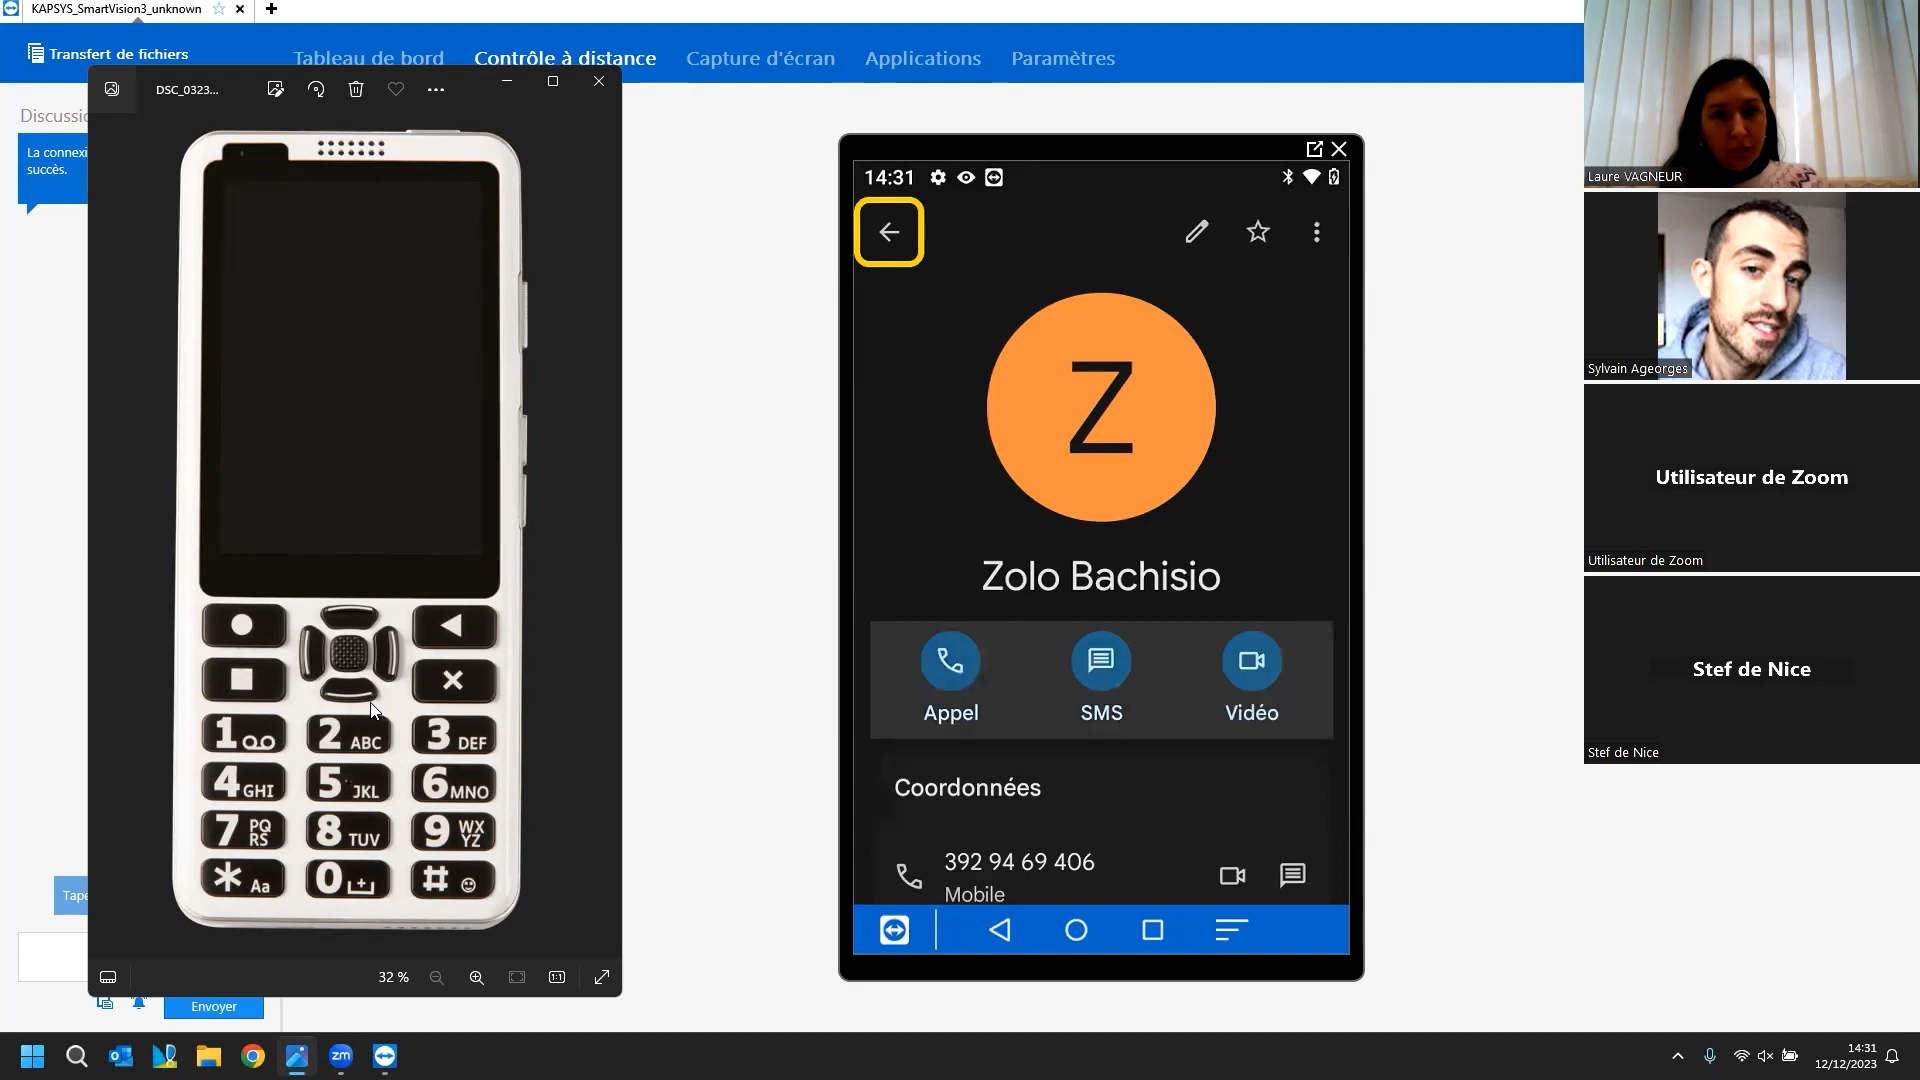 KAPSYS_SmartVision3_unknown
Transfert de fichiers
Tableau de bord
Contrôle à distance
Capture d'écran
Applications
Paramètres
Discussi
La connexi
succès.
DSC_0323...
1
2 ABC
3 DEF
4 GHI
5 JKL
6 MNO
7 PQ RS
8 TUV
9 WX YZ
* Aa
0 +
#
32 %
Tape
Envoyer
14:31
Z
Zolo Bachisio
Appel
SMS
Vidéo
Coordonnées
392 94 69 406
Mobile
Laure VAGNEUR
Sylvain Ageorges
Utilisateur de Zoom
Utilisateur de Zoom
Stef de Nice
Stef de Nice
zm
14:31
12/12/2023